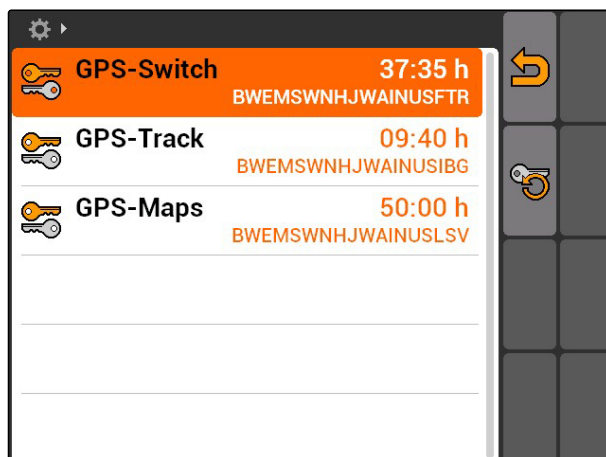 GPS-Switch 37:35 h
BWEMSWNHJWAINUSFTR
GPS-Track 09:40 h
BWEMSWNHJWAINUSIBG
GPS-Maps 50:00 h
BWEMSWNHJWAINUSLSV